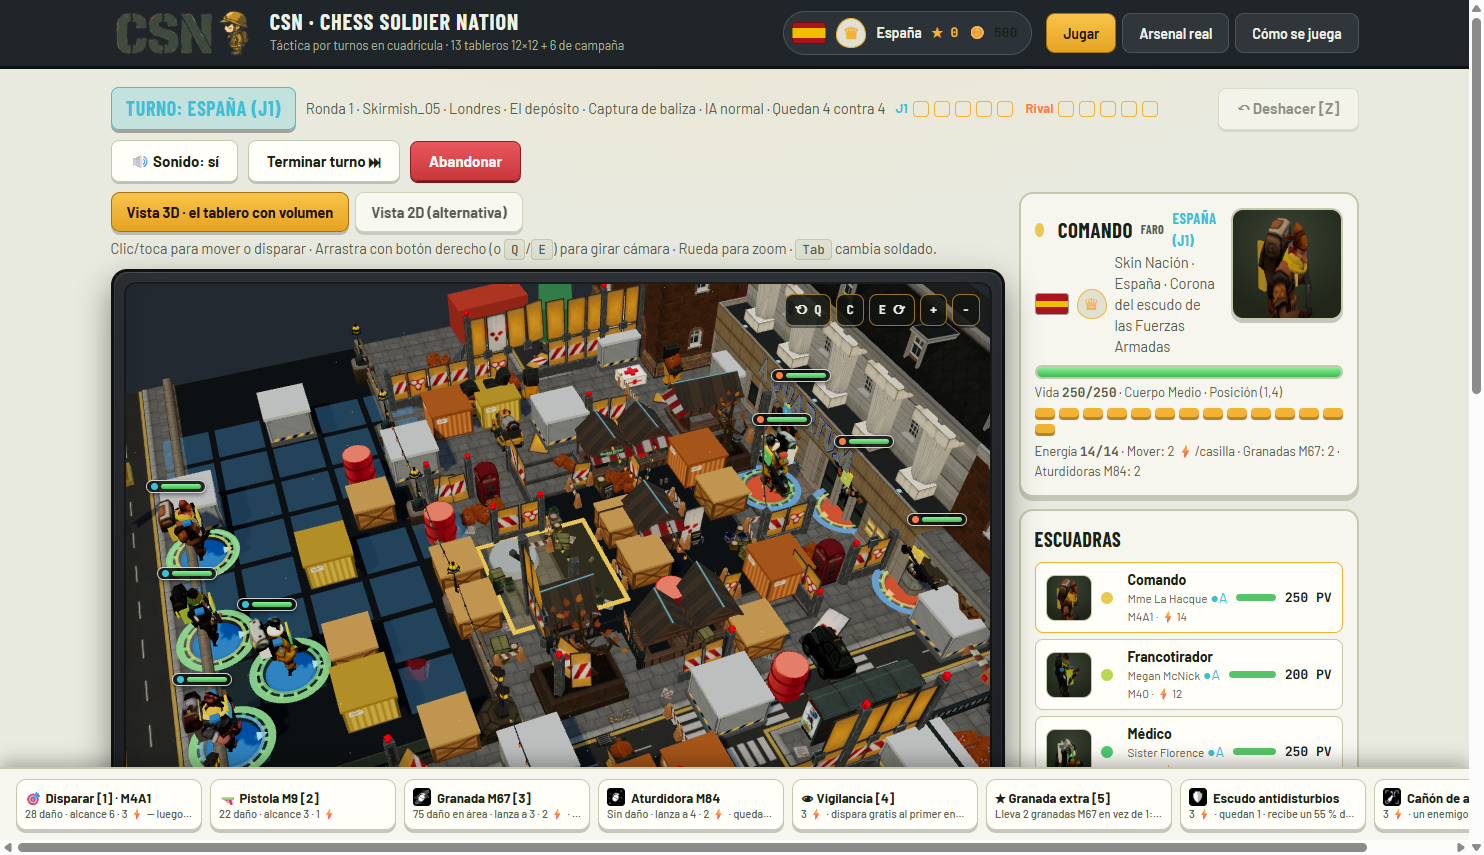 CSN
CSN · CHESS SOLDIER NATION
Táctica por turnos en cuadrícula · 13 tableros 12×12 + 6 de campaña
España ★ 0 500
Jugar
Arsenal real
Cómo se juega
TURNO: ESPAÑA (J1)
Ronda 1 · Skirmish_05 · Londres · El depósito · Captura de baliza · IA normal · Quedan 4 contra 4
J1
Rival
↶ Deshacer [Z]
Sonido: sí
Terminar turno
Abandonar
Vista 3D · el tablero con volumen
Vista 2D (alternativa)
Clic/toca para mover o disparar · Arrastra con botón derecho (o Q / E ) para girar cámara · Rueda para zoom · Tab cambia soldado.
⟲ Q
C
E ⟳
+
-
COMANDO FARO ESPAÑA (J1)
Skin Nación ·
España · Corona
del escudo de
las Fuerzas
Armadas
Vida 250/250 · Cuerpo Medio · Posición (1,4)
Energía 14/14 · Mover: 2 /casilla · Granadas M67: 2 ·
Aturdidoras M84: 2
ESCUADRAS
Comando
Mme La Hacque ●A
250 PV
M4A1 · 14
Francotirador
Megan McNick ●A
200 PV
M40 · 12
Médico
Sister Florence ●A
250 PV
Disparar [1] · M4A1
28 daño · alcance 6 · 3 — luego…
Pistola M9 [2]
22 daño · alcance 3 · 1
Granada M67 [3]
75 daño en área · lanza a 3 · 2 · …
Aturdidora M84
Sin daño · lanza a 4 · 2 · queda…
Vigilancia [4]
3 · dispara gratis al primer en…
★ Granada extra [5]
Lleva 2 granadas M67 en vez de 1:…
Escudo antidisturbios
3 · quedan 1 · recibe un 55 % d…
Cañón de a
3 · un enemigo